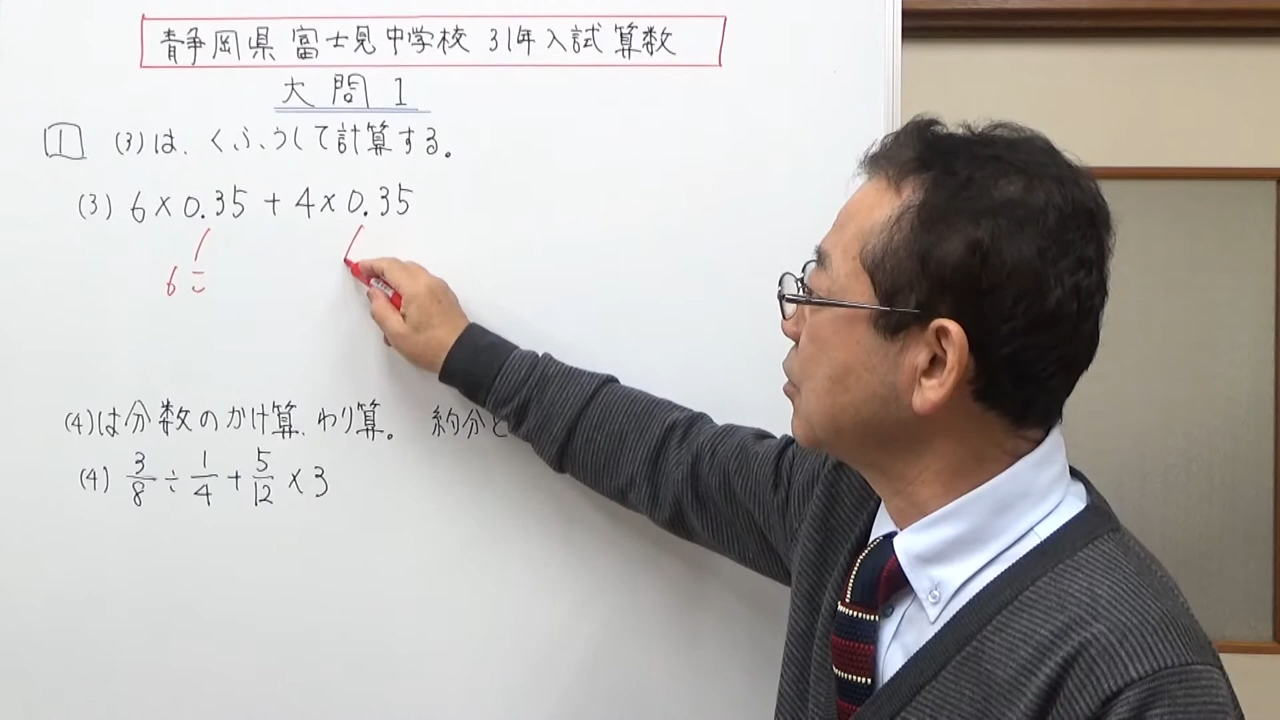 静岡県富士見中学校 31年入試算数
大問 1
1 (3)は、くふうして計算する。
(3) 6×0.35 + 4×0.35
6こ
(4)は分数のかけ算、わり算。 約分と
(4) 3/8 ÷ 1/4 + 5/12 × 3